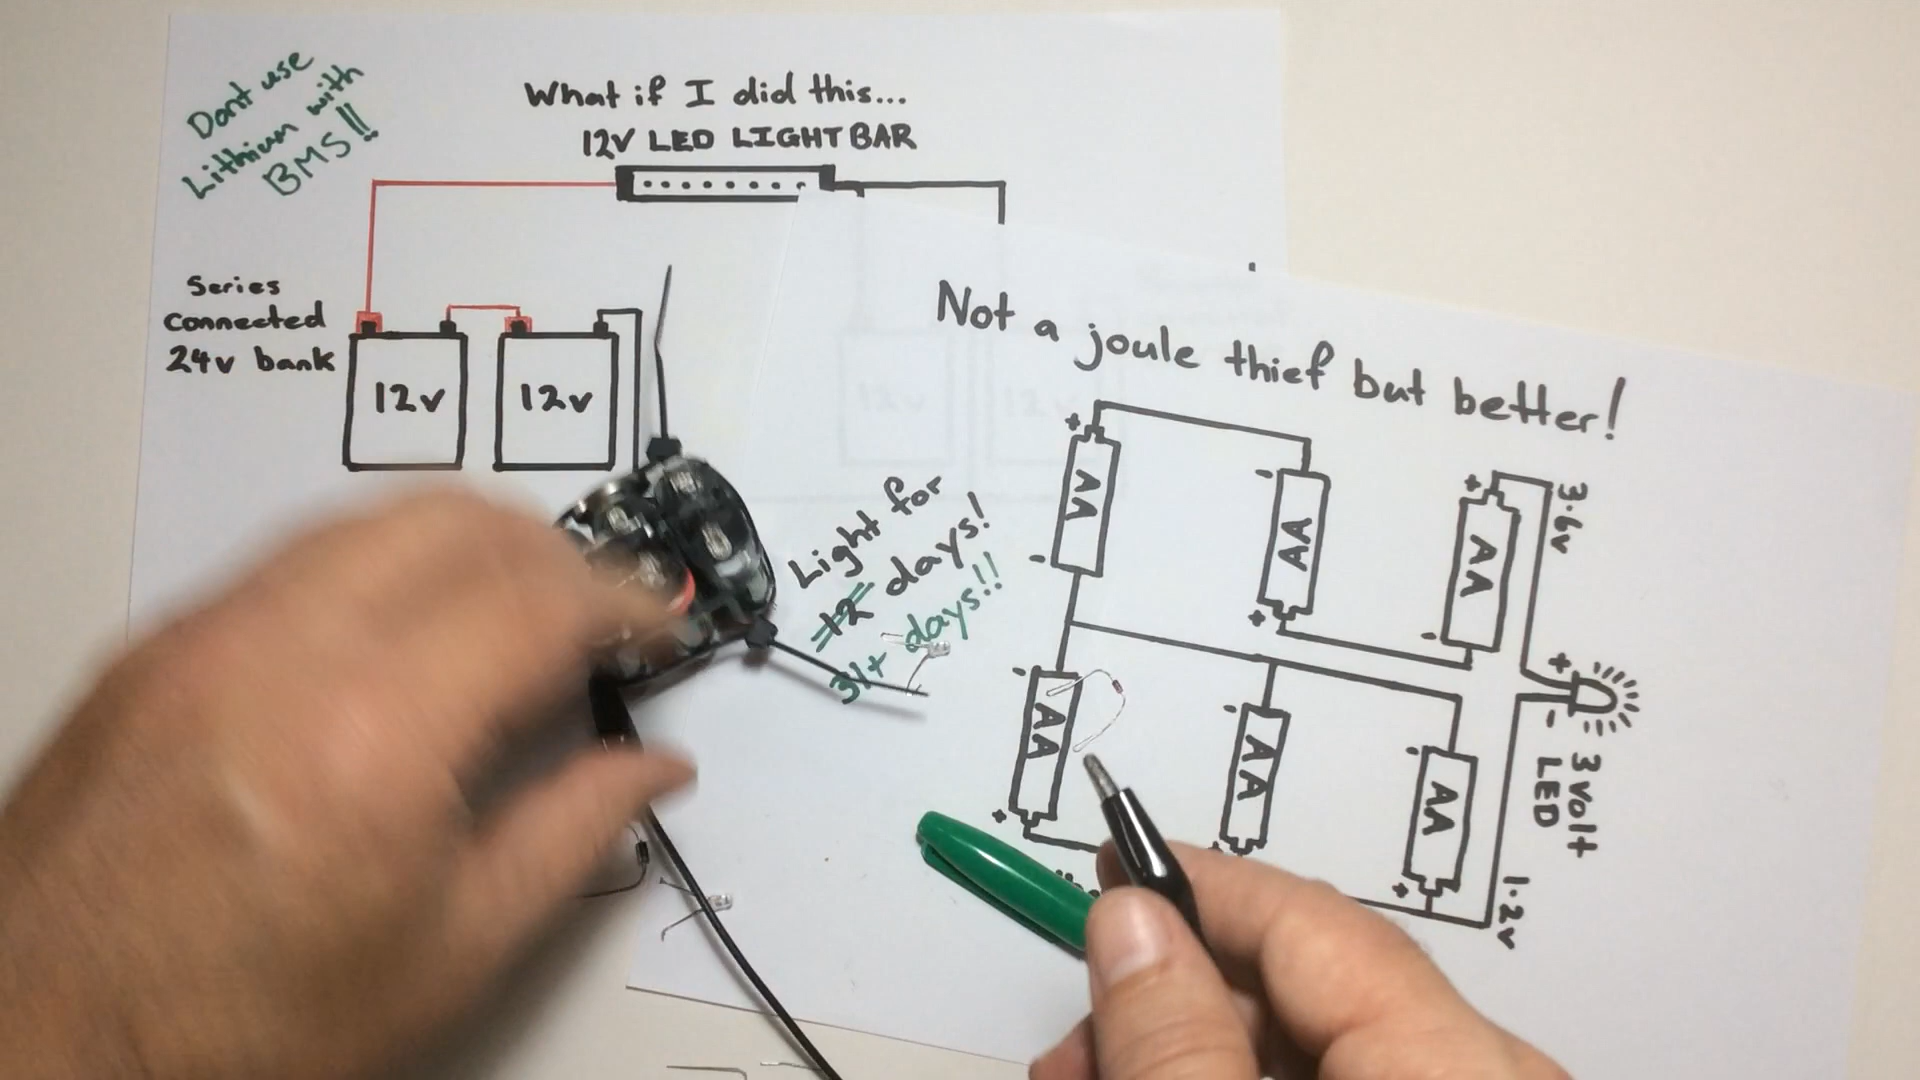 Dont use
Lithium with
BMS!!
What if I did this...
12V LED LIGHT BAR
Series
connected
24v bank
12v
12v
Not a joule thief but better!
Light for
12 days!
31+ days!!
+
AA
-
-
AA
+
+
AA
-
3.6v
-
AA
+
-
AA
+
-
AA
+
+
-
3 Volt
LED
1.2v